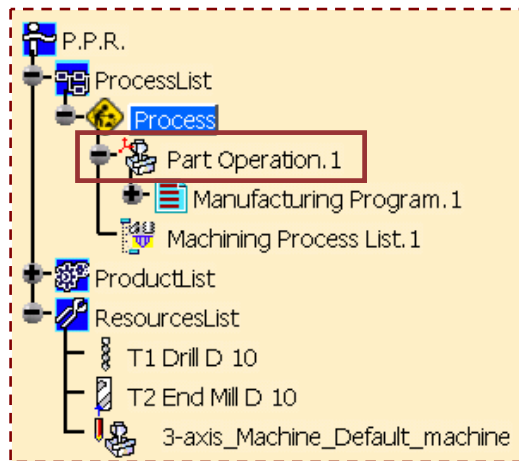 P.P.R.
ProcessList
Process
Part Operation.1
Manufacturing Program.1
Machining Process List.1
ProductList
ResourcesList
T1 Drill D 10
T2 End Mill D 10
3-axis_Machine_Default_machine